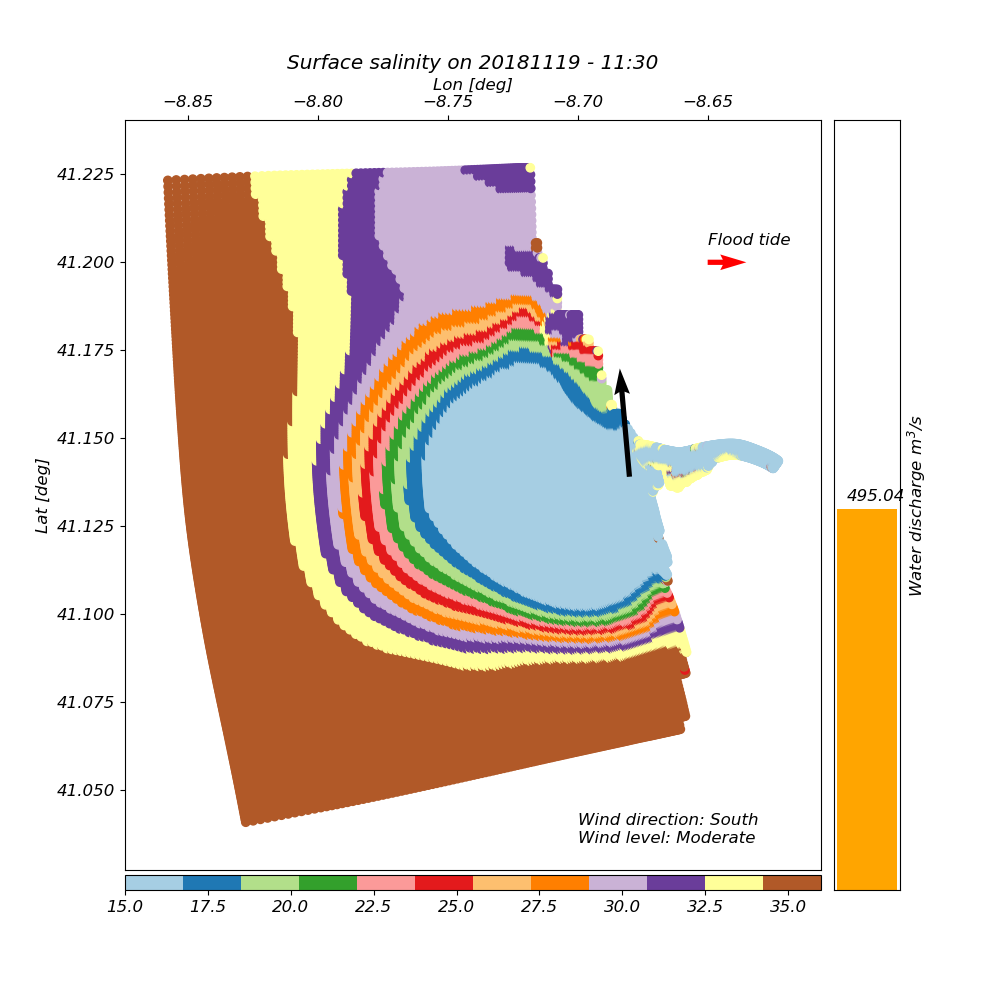 Surface salinity on 20181119 - 11:30
Lon [deg]
−8.85 −8.80 −8.75 −8.70 −8.65
41.225
41.200
41.175
41.150
41.125
41.100
41.075
41.050
Lat [deg]
Flood tide
Wind direction: South
Wind level: Moderate
495.04
Water discharge m³/s
15.0 17.5 20.0 22.5 25.0 27.5 30.0 32.5 35.0